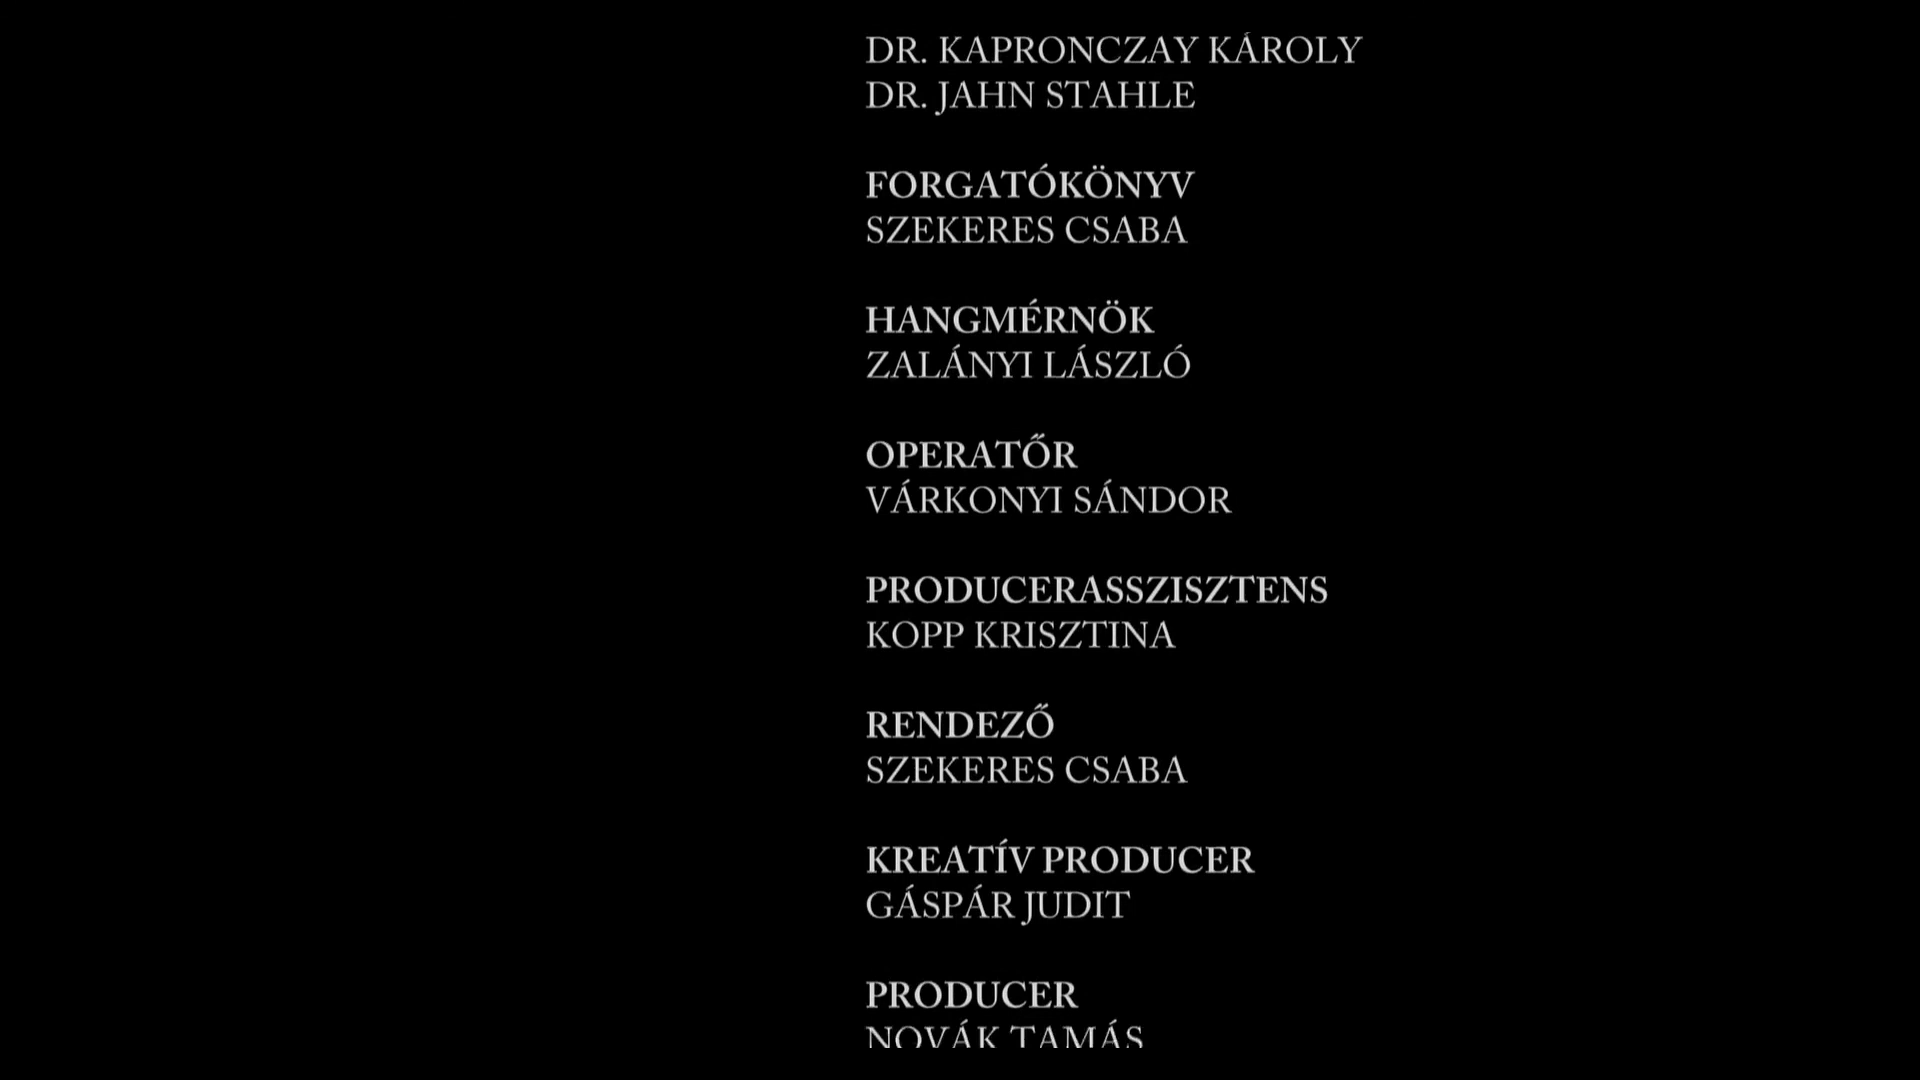 DR. KAPRONCZAY KÁROLY
DR. JAHN STAHLE
FORGATÓKÖNYV
SZEKERES CSABA
HANGMÉRNÖK
ZALÁNYI LÁSZLÓ
OPERATŐR
VÁRKONYI SÁNDOR
PRODUCERASSZISZTENS
KOPP KRISZTINA
RENDEZŐ
SZEKERES CSABA
KREATÍV PRODUCER
GÁSPÁR JUDIT
PRODUCER
NOVÁK TAMÁS